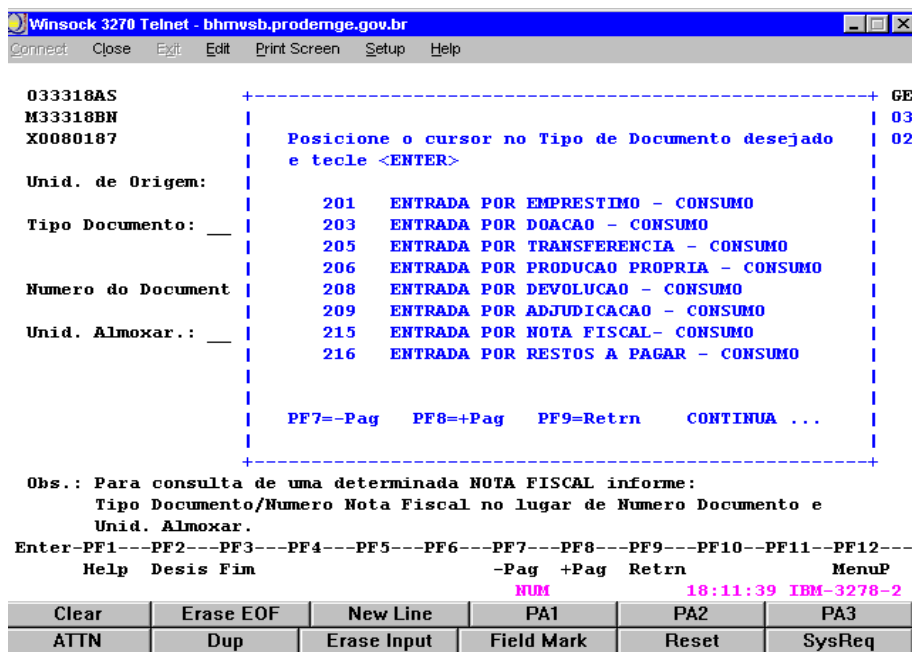 Winsock 3270 Telnet - bhmvsb.prodemge.gov.br
Connect Close Exit Edit Print Screen Setup Help
033318AS +-------------------------------------------------------+ GE
M33318BN | | 03
X0080187 | Posicione o cursor no Tipo de Documento desejado | 02
| e tecle <ENTER> |
Unid. de Origem: | |
| 201 ENTRADA POR EMPRESTIMO - CONSUMO |
Tipo Documento: __ | 203 ENTRADA POR DOACAO - CONSUMO |
| 205 ENTRADA POR TRANSFERENCIA - CONSUMO |
| 206 ENTRADA POR PRODUCAO PROPRIA - CONSUMO |
Numero do Document | 208 ENTRADA POR DEVOLUCAO - CONSUMO |
| 209 ENTRADA POR ADJUDICACAO - CONSUMO |
Unid. Almoxar.: __ | 215 ENTRADA POR NOTA FISCAL- CONSUMO |
| 216 ENTRADA POR RESTOS A PAGAR - CONSUMO |
| |
| PF7=-Pag PF8=+Pag PF9=Retrn CONTINUA ... |
| |
+-------------------------------------------------------+
Obs.: Para consulta de uma determinada NOTA FISCAL informe:
Tipo Documento/Numero Nota Fiscal no lugar de Numero Documento e
Unid. Almoxar.
Enter-PF1---PF2---PF3---PF4---PF5---PF6---PF7---PF8---PF9---PF10--PF11--PF12---
Help Desis Fim -Pag +Pag Retrn MenuP
NUM 18:11:39 IBM-3278-2
Clear Erase EOF New Line PA1 PA2 PA3
ATTN Dup Erase Input Field Mark Reset SysReq